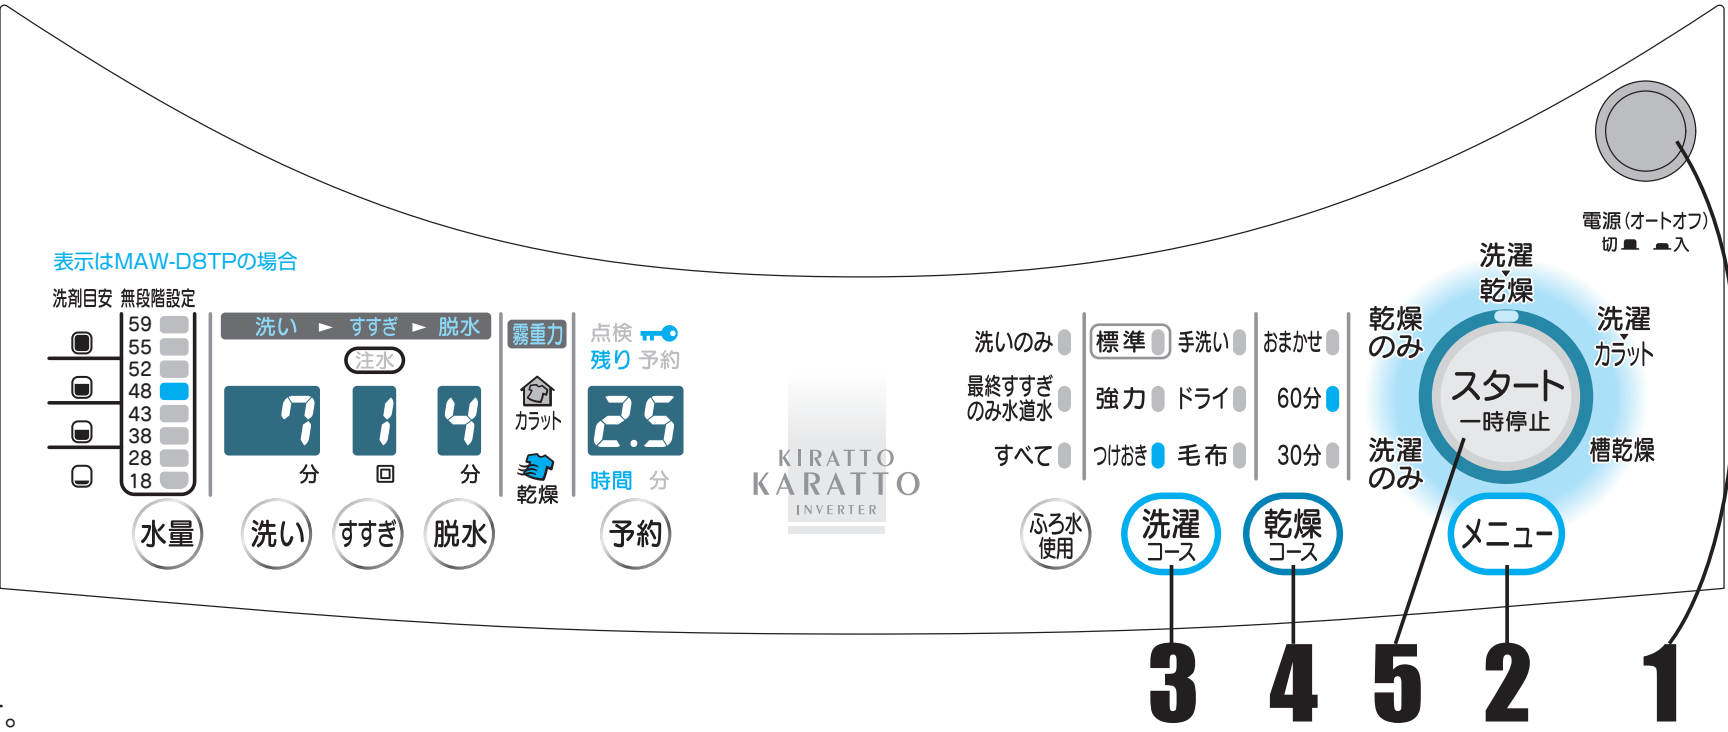 電源(オートオフ)
切 入
表示はMAW-D8TPの場合
洗剤目安 無段階設定
59
55
52
48
43
38
28
18
水量
洗い ► すすぎ ► 脱水
注水
7 1 4
分 回 分
洗い すすぎ 脱水
霧重力
カラット
乾燥
点検
残り 予約
2.5
時間 分
予約
KIRATTO
KARATTO
INVERTER
洗いのみ
最終すすぎ
のみ水道水
すべて
ふろ水
使用
標準 手洗い
強力 ドライ
つけおき 毛布
洗濯
コース
おまかせ
60分
30分
乾燥
コース
洗濯
乾燥
乾燥
のみ
洗濯
カラット
スタート
一時停止
洗濯
のみ
槽乾燥
メニュー
3 4 5 2 1
。